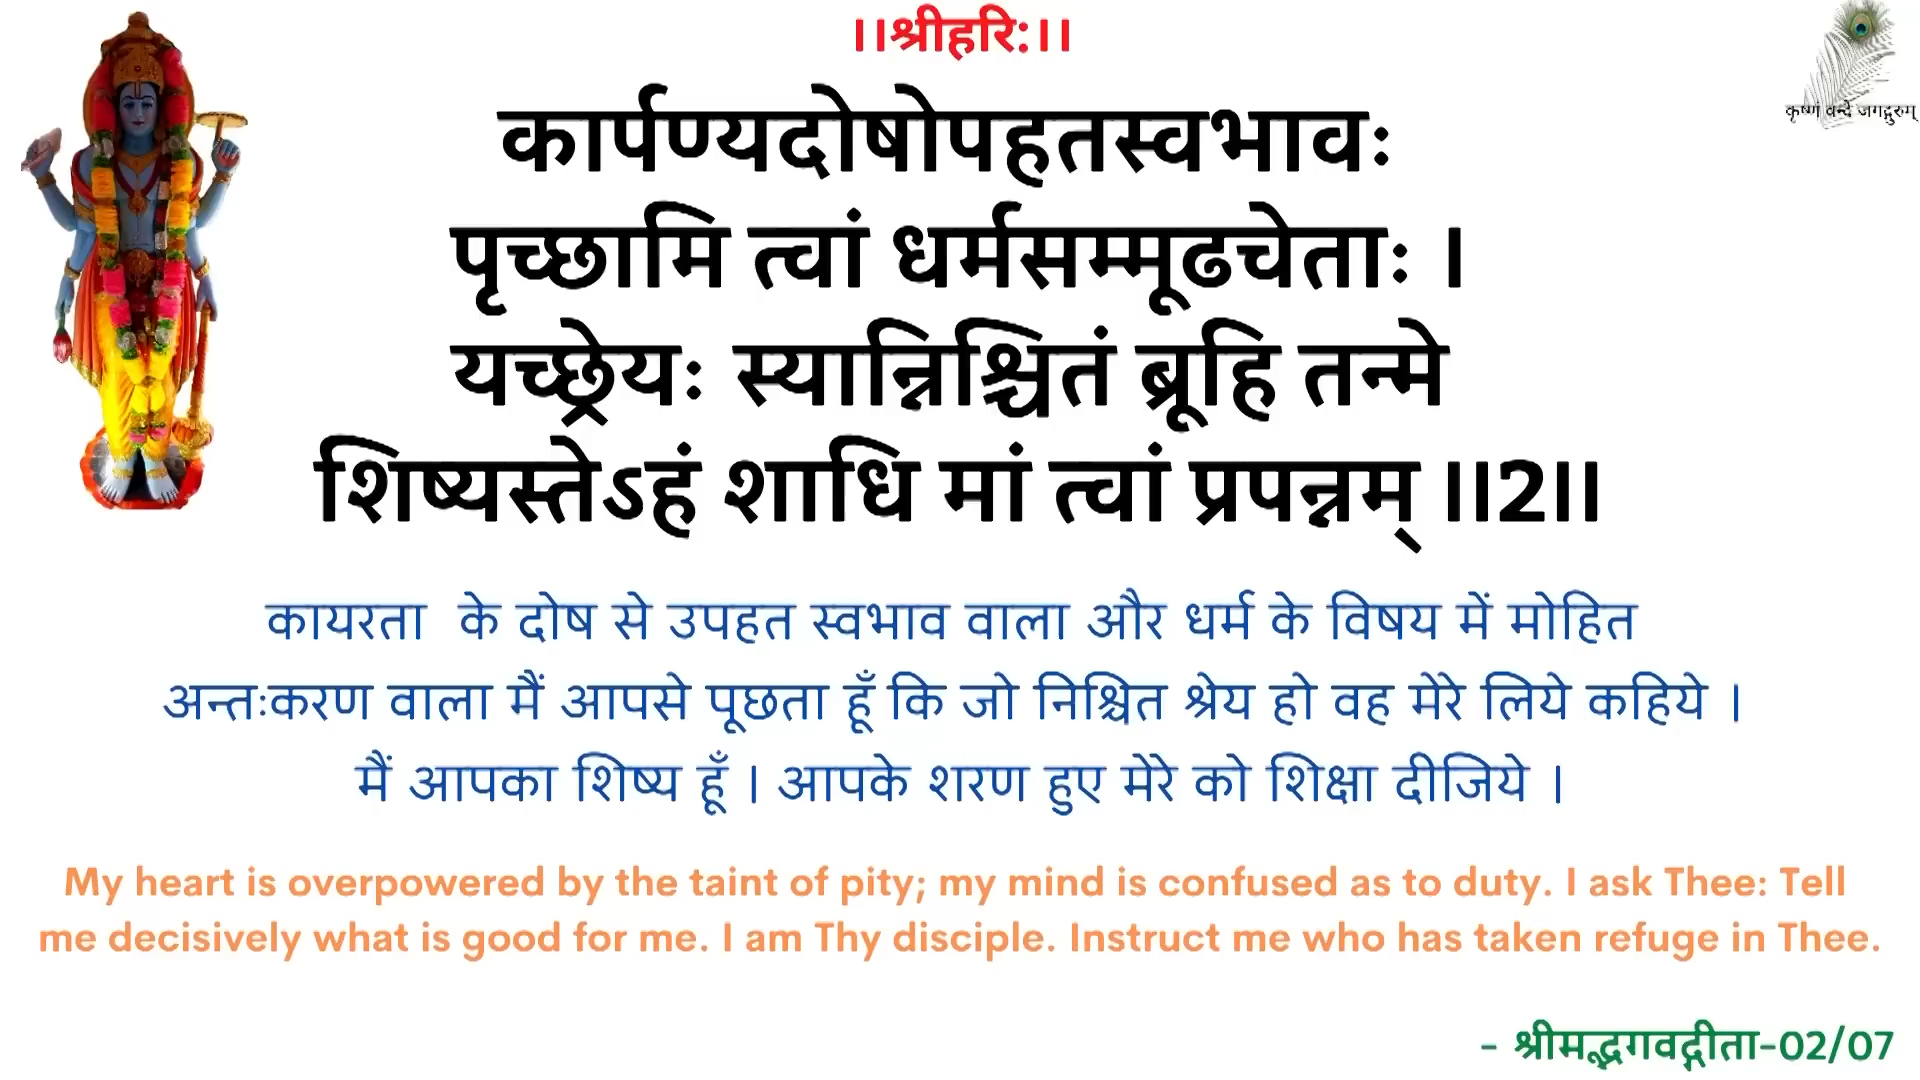 ।।श्रीहरि:।।
कृष्णं वन्दे जगद्गुरुम्
कार्पण्यदोषोपहतस्वभावः
पृच्छामि त्वां धर्मसम्मूढचेताः ।
यच्छ्रेयः स्यान्निश्चितं ब्रूहि तन्मे
शिष्यस्तेऽहं शाधि मां त्वां प्रपन्नम् ।।2।।
कायरता के दोष से उपहत स्वभाव वाला और धर्म के विषय में मोहित
अन्तःकरण वाला मैं आपसे पूछता हूँ कि जो निश्चित श्रेय हो वह मेरे लिये कहिये ।
मैं आपका शिष्य हूँ । आपके शरण हुए मेरे को शिक्षा दीजिये ।
My heart is overpowered by the taint of pity; my mind is confused as to duty. I ask Thee: Tell
me decisively what is good for me. I am Thy disciple. Instruct me who has taken refuge in Thee.
- श्रीमद्भगवद्गीता-02/07